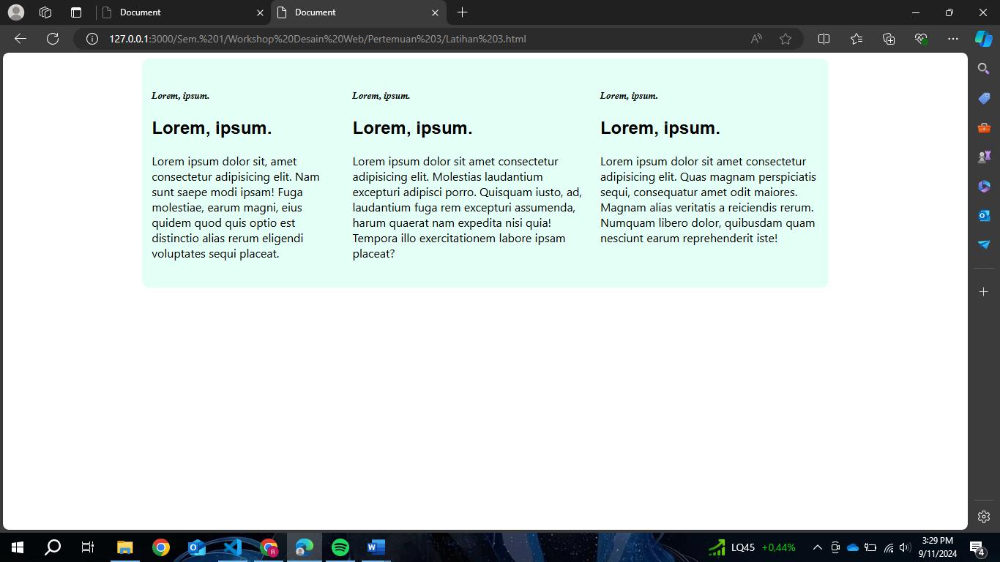 Document
Document
127.0.0.1:3000/Sem.%201/Workshop%20Desain%20Web/Pertemuan%203/Latihan%203.html
Lorem, ipsum.
Lorem, ipsum.
Lorem ipsum dolor sit, amet
consectetur adipisicing elit. Nam
sunt saepe modi ipsam! Fuga
molestiae, earum magni, eius
quidem quod quis optio est
distinctio alias rerum eligendi
voluptates sequi placeat.
Lorem, ipsum.
Lorem, ipsum.
Lorem ipsum dolor sit amet consectetur
adipisicing elit. Molestias laudantium
excepturi adipisci porro. Quisquam iusto, ad,
laudantium fuga rem excepturi assumenda,
harum quaerat nam expedita nisi quia!
Tempora illo exercitationem labore ipsam
placeat?
Lorem, ipsum.
Lorem, ipsum.
Lorem ipsum dolor sit amet consectetur
adipisicing elit. Quas magnam perspiciatis
sequi, consequatur amet odit maiores.
Magnam alias veritatis a reiciendis rerum.
Numquam libero dolor, quibusdam quam
nesciunt earum reprehenderit iste!
LQ45 +0,44%
3:29 PM
9/11/2024
4